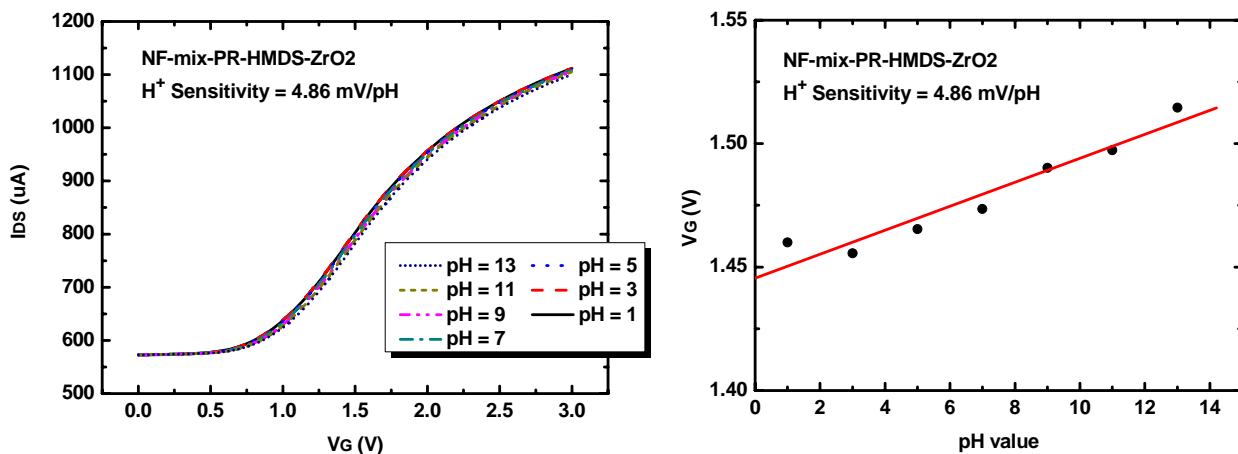 1200
1100
1000
900
800
700
600
500
IDS (uA)
NF-mix-PR-HMDS-ZrO2
H+ Sensitivity = 4.86 mV/pH
pH = 13
pH = 5
pH = 11
pH = 3
pH = 9
pH = 1
pH = 7
0.0 0.5 1.0 1.5 2.0 2.5 3.0
VG (V)
1.55
1.50
1.45
1.40
VG (V)
NF-mix-PR-HMDS-ZrO2
H+ Sensitivity = 4.86 mV/pH
0 2 4 6 8 10 12 14
pH value